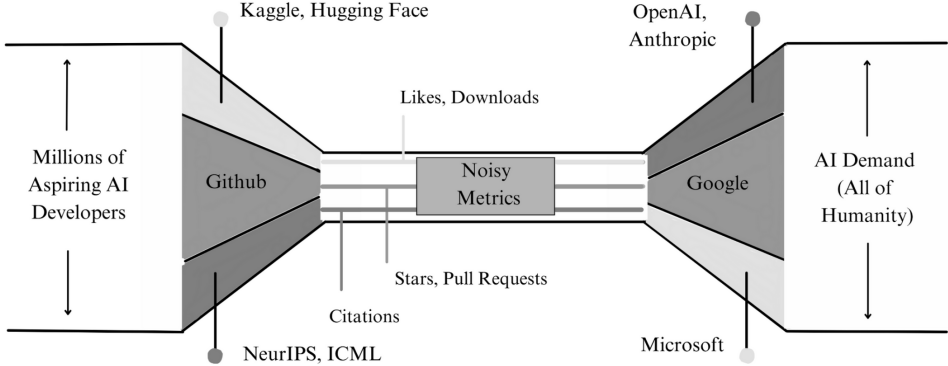 Kaggle, Hugging Face
OpenAI,
Anthropic
Likes, Downloads
Millions of
Aspiring AI
Developers
Github
Noisy
Metrics
Google
AI Demand
(All of
Humanity)
Stars, Pull Requests
Citations
NeurIPS, ICML
Microsoft